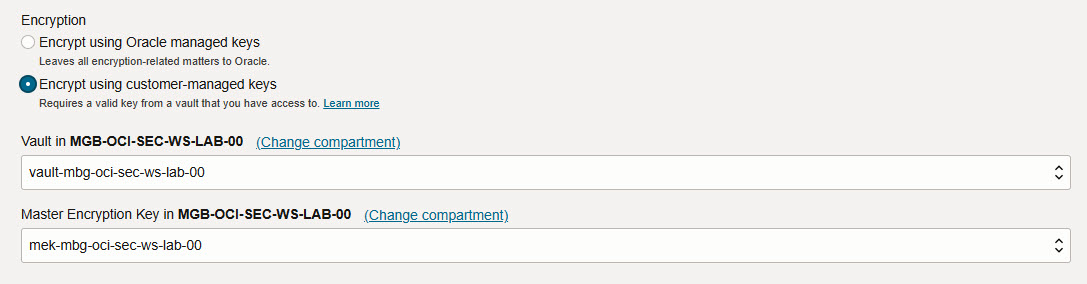 Encryption
Encrypt using Oracle managed keys
Leaves all encryption-related matters to Oracle.
Encrypt using customer-managed keys
Requires a valid key from a vault that you have access to. Learn more
Vault in MGB-OCI-SEC-WS-LAB-00 (Change compartment)
vault-mbg-oci-sec-ws-lab-00
Master Encryption Key in MGB-OCI-SEC-WS-LAB-00 (Change compartment)
mek-mbg-oci-sec-ws-lab-00